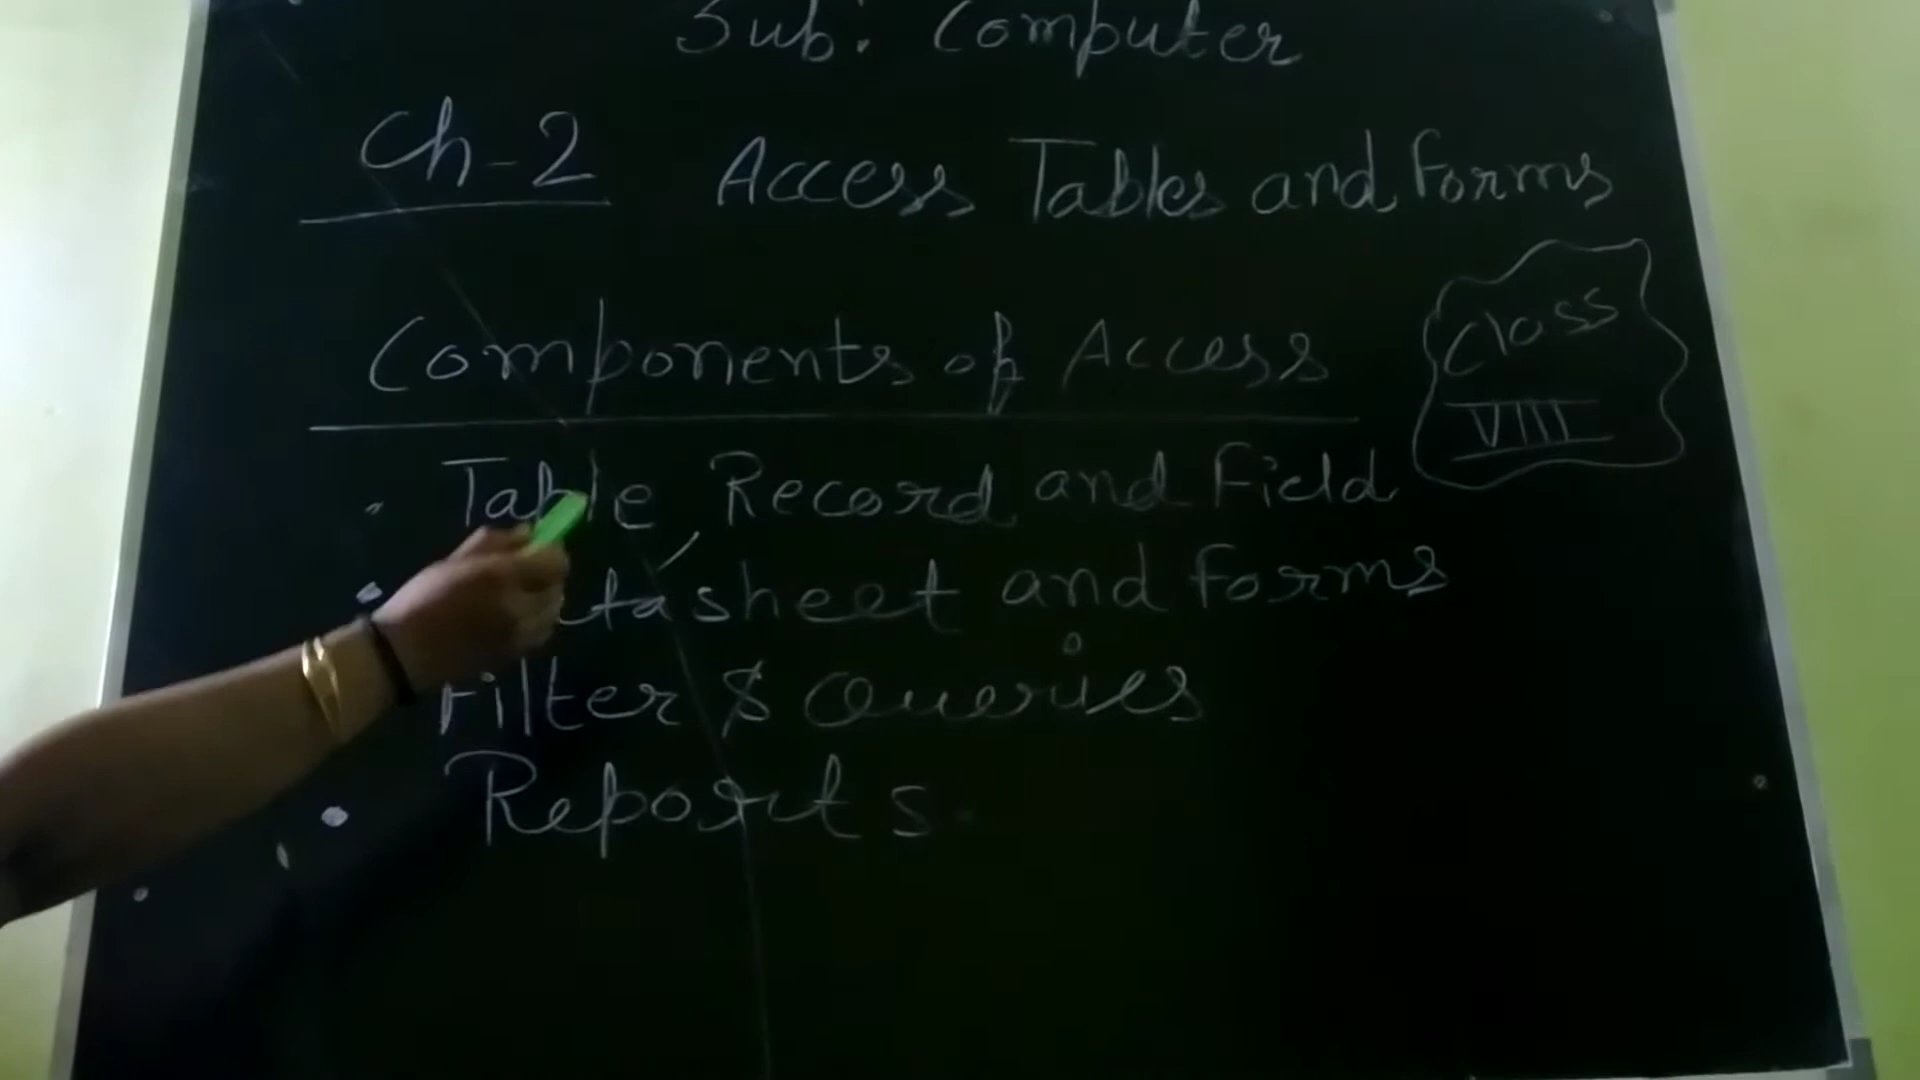 Sub: Computer
Ch-2 Access Tables and Forms
Components of Access
Class
VIII
Table, Record and Field
tasheet and Forms
Filter & Queries
Reports.